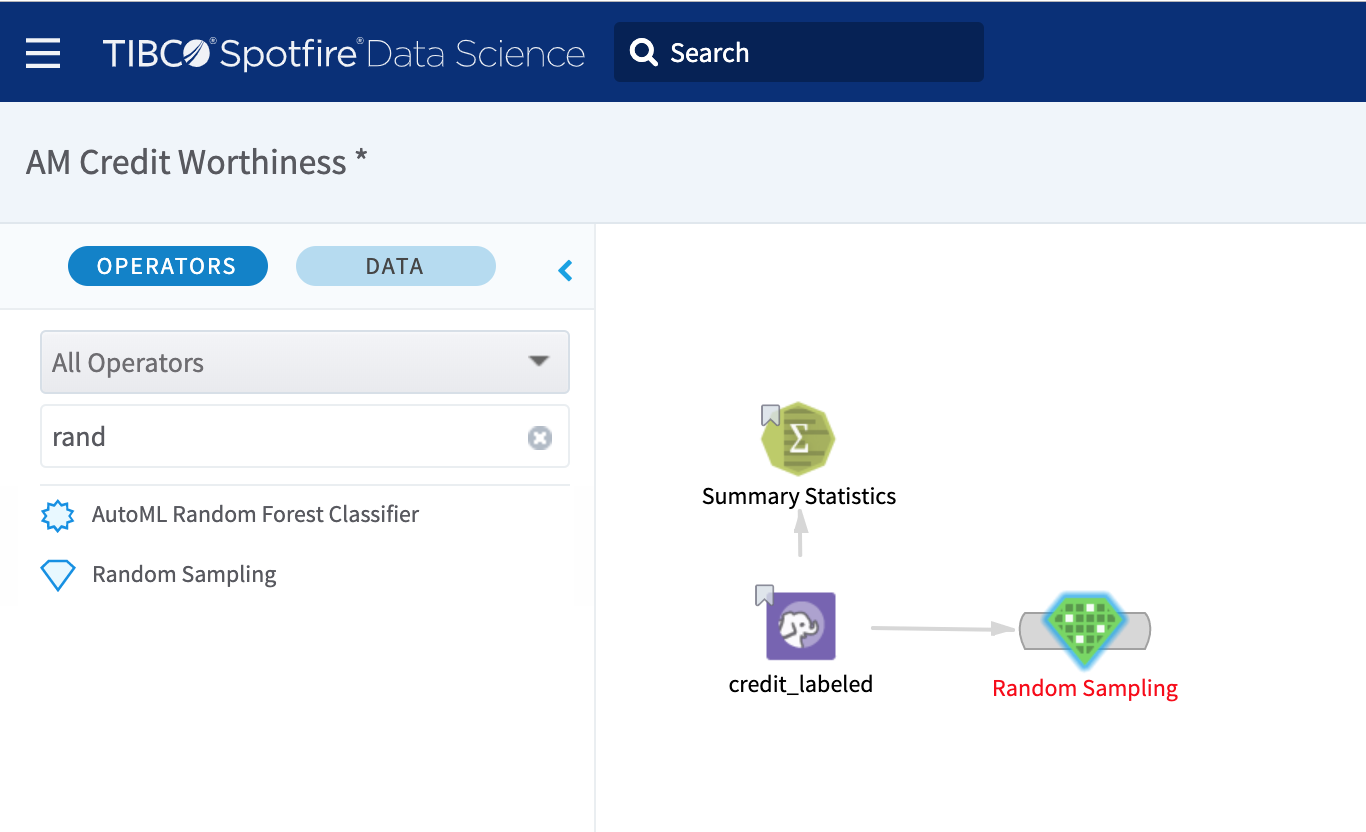 TIBCO® Spotfire® Data Science
Search
AM Credit Worthiness *
OPERATORS
DATA
All Operators
rand
AutoML Random Forest Classifier
Random Sampling
Σ
Summary Statistics
credit_labeled
Random Sampling